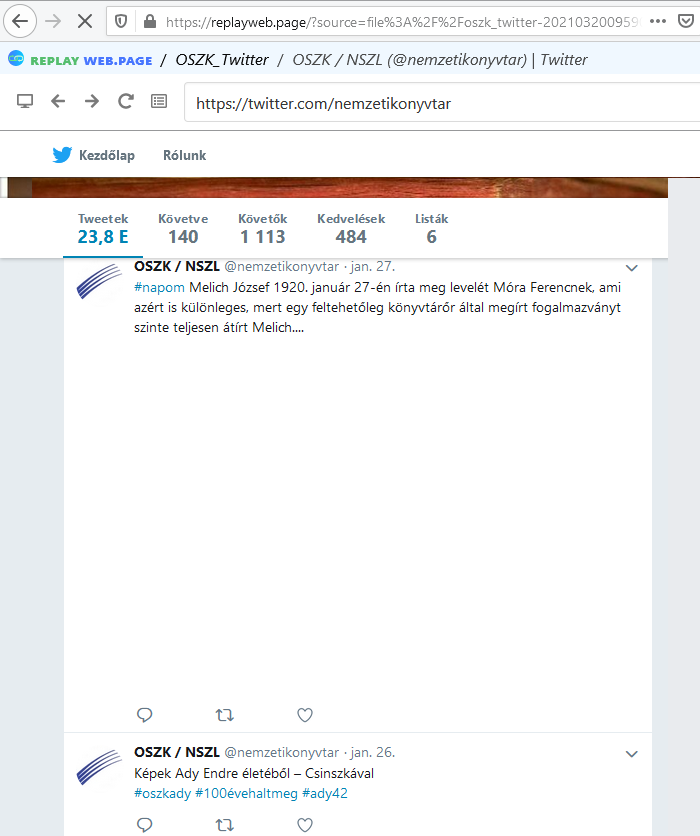 https://replayweb.page/?source=file%3A%2F%2Foszk_twitter-2021032009595
REPLAY WEB.PAGE / OSZK_Twitter / OSZK / NSZL (@nemzetikonyvtar) | Twitter
https://twitter.com/nemzetikonyvtar
Kezdőlap Rólunk
Tweetek Követve Követők Kedvelések Listák
23,8 E 140 1 113 484 6
OSZK / NSZL @nemzetikonyvtar · jan. 27.
#napom Melich József 1920. január 27-én írta meg levelét Móra Ferencnek, ami
azért is különleges, mert egy feltehetőleg könyvtárőr által megírt fogalmazványt
szinte teljesen átírt Melich....
OSZK / NSZL @nemzetikonyvtar · jan. 26.
Képek Ady Endre életéből – Csinszkával
#oszkady #100évehaltmeg #ady42